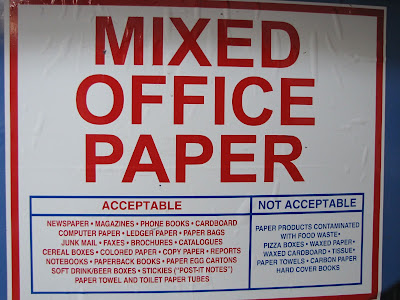 MIXED
OFFICE
PAPER
ACCEPTABLE
NEWSPAPER • MAGAZINES • PHONE BOOKS • CARDBOARD
COMPUTER PAPER • LEDGER PAPER • PAPER BAGS
JUNK MAIL • FAXES • BROCHURES • CATALOGUES
CEREAL BOXES • COLORED PAPER • COPY PAPER • REPORTS
NOTEBOOKS • PAPERBACK BOOKS • PAPER EGG CARTONS
SOFT DRINK/BEER BOXES • STICKIES ("POST-IT NOTES")
PAPER TOWEL AND TOILET PAPER TUBES
NOT ACCEPTABLE
PAPER PRODUCTS CONTAMINATED
WITH FOOD WASTE•
PIZZA BOXES • WAXED PAPER•
WAXED CARDBOARD • TISSUE•
PAPER TOWELS • CARBON PAPER
HARD COVER BOOKS